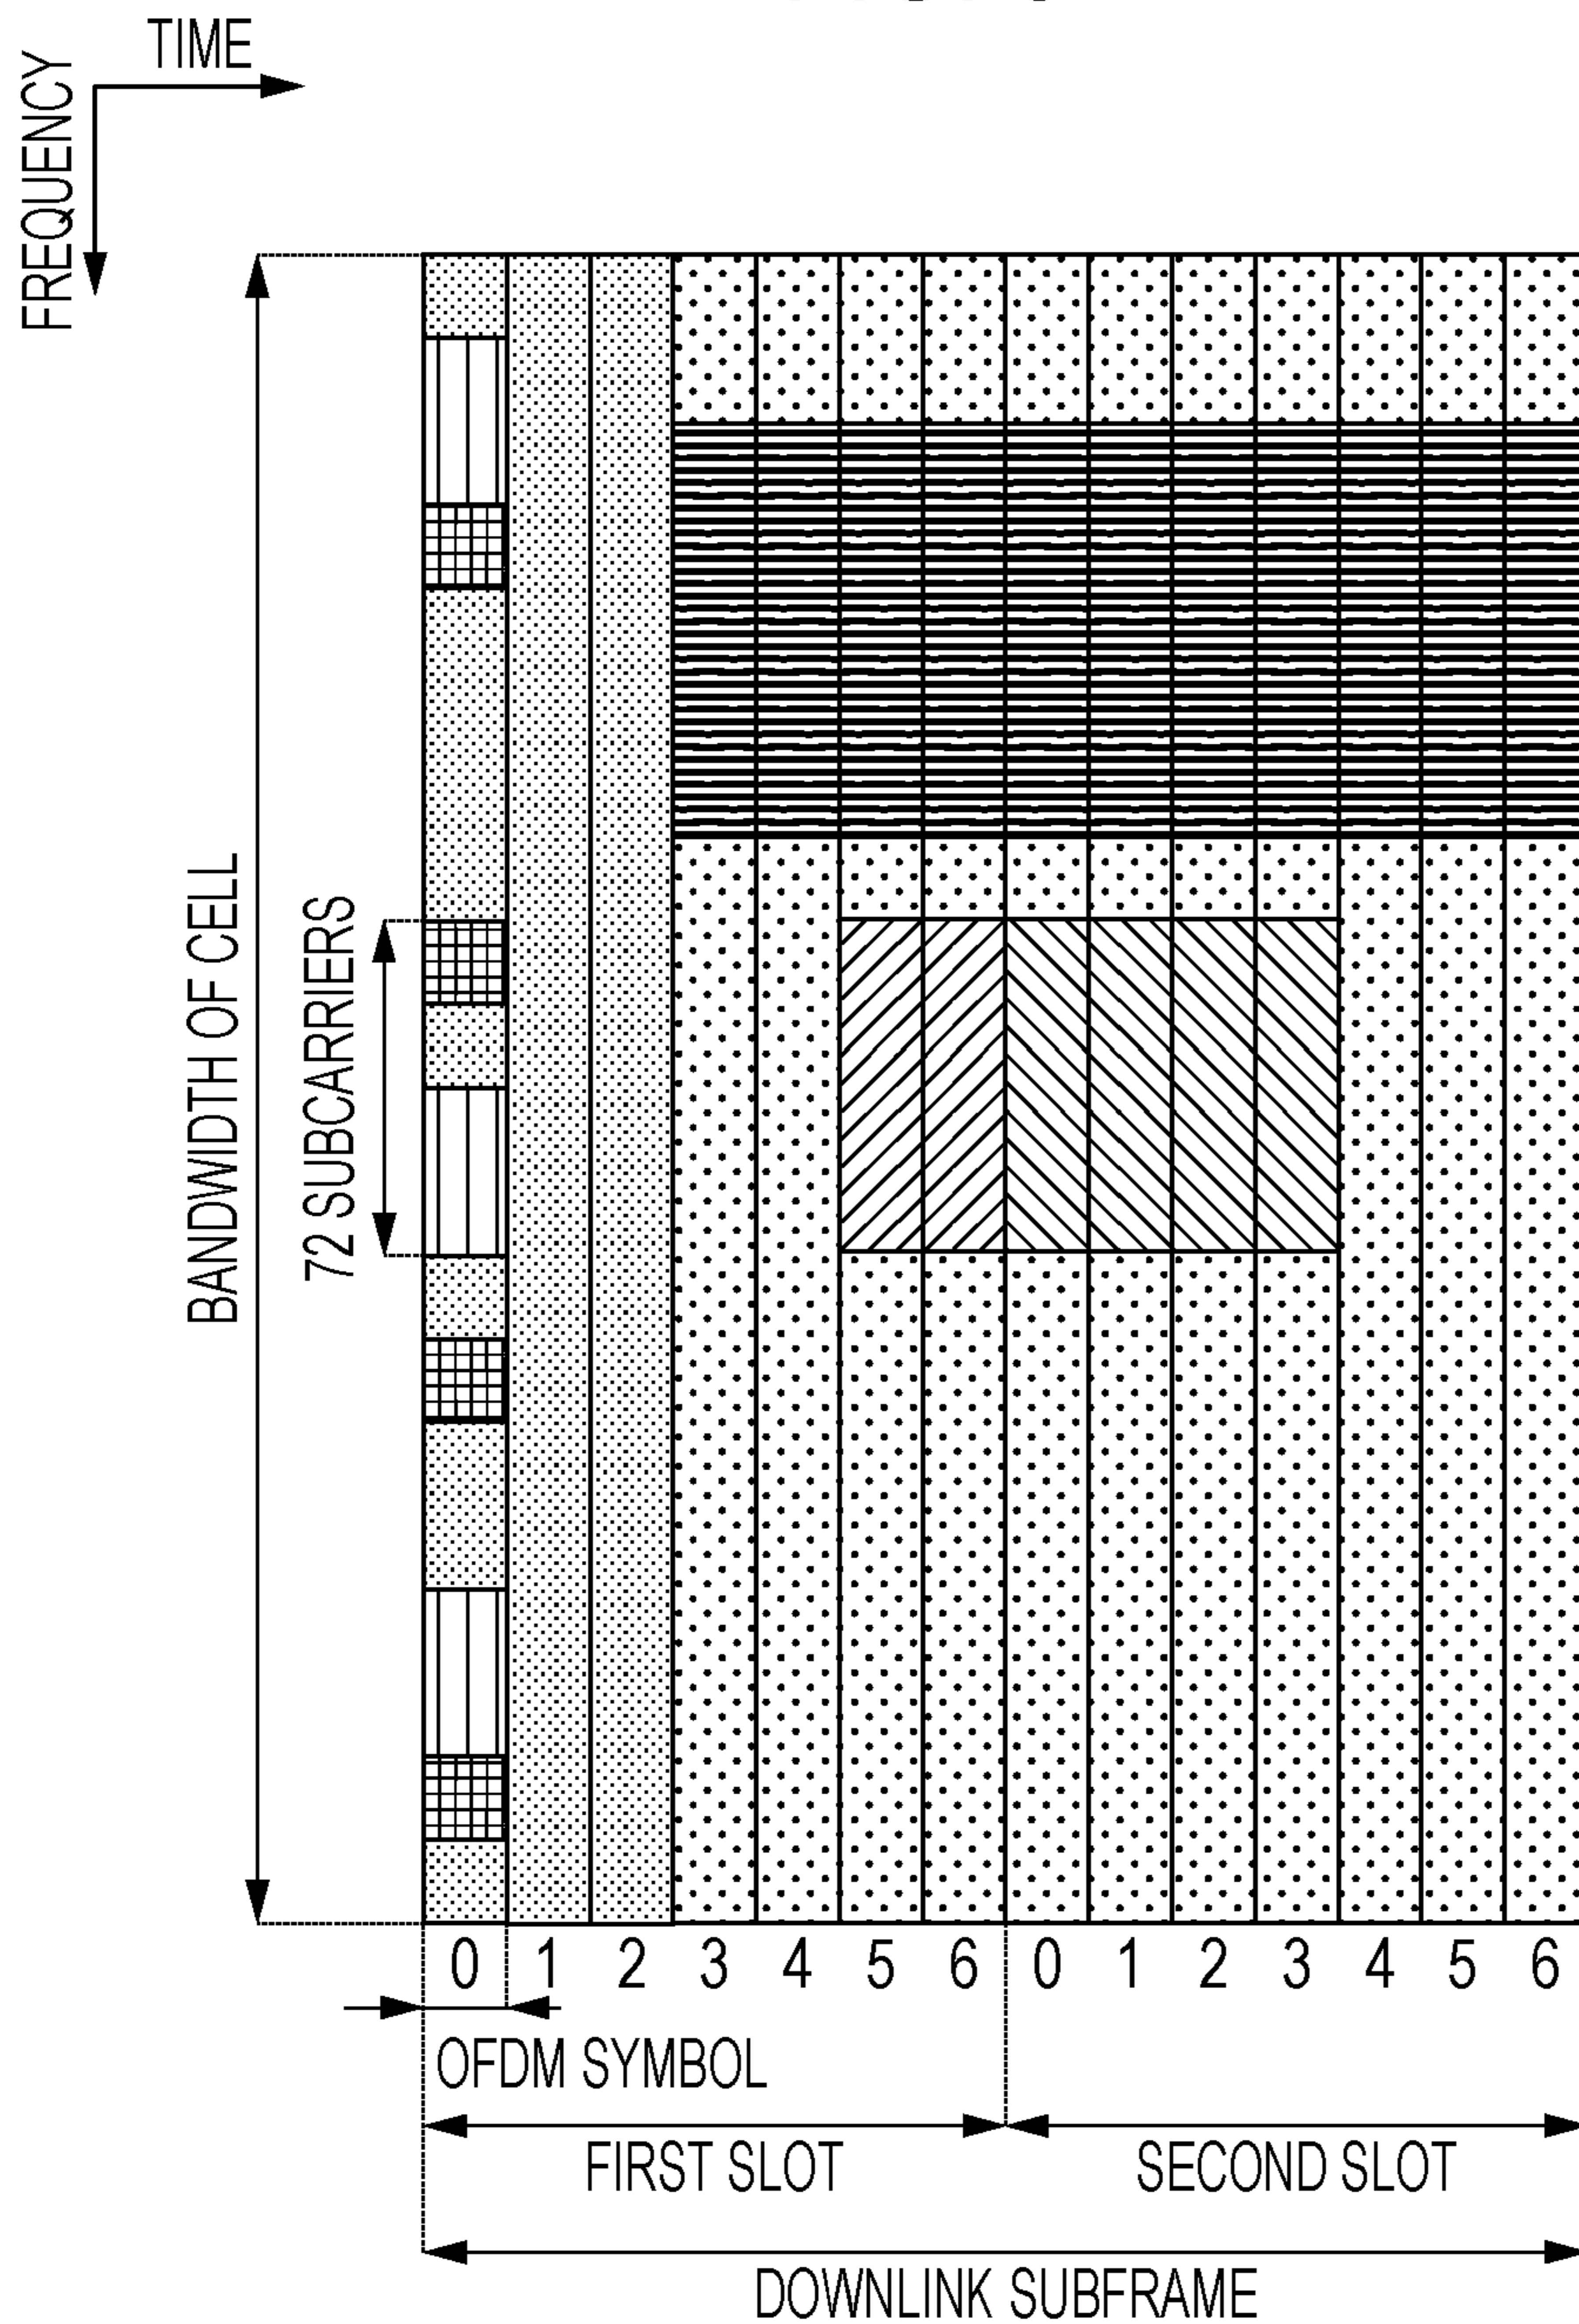 TIME
FREQUENCY
BANDWIDTH OF CELL
72 SUBCARRIERS
0 1 2 3 4 5 6 0 1 2 3 4 5 6
OFDM SYMBOL
FIRST SLOT SECOND SLOT
DOWNLINK SUBFRAME